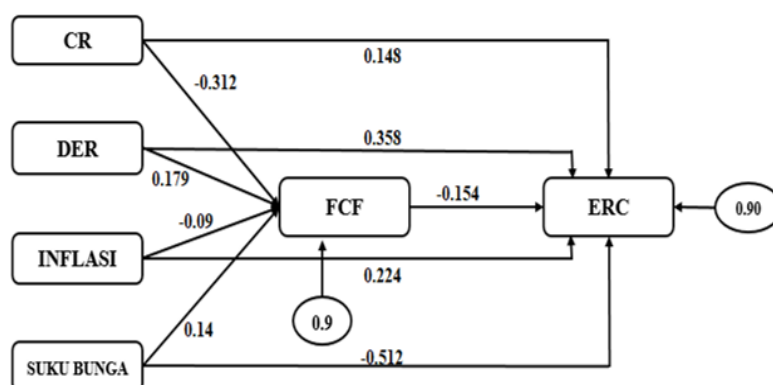 CR
0.148
-0.312
DER
0.358
0.179
FCF
-0.154
ERC
0.90
-0.09
INFLASI
0.224
0.14
0.9
SUKU BUNGA
-0.512